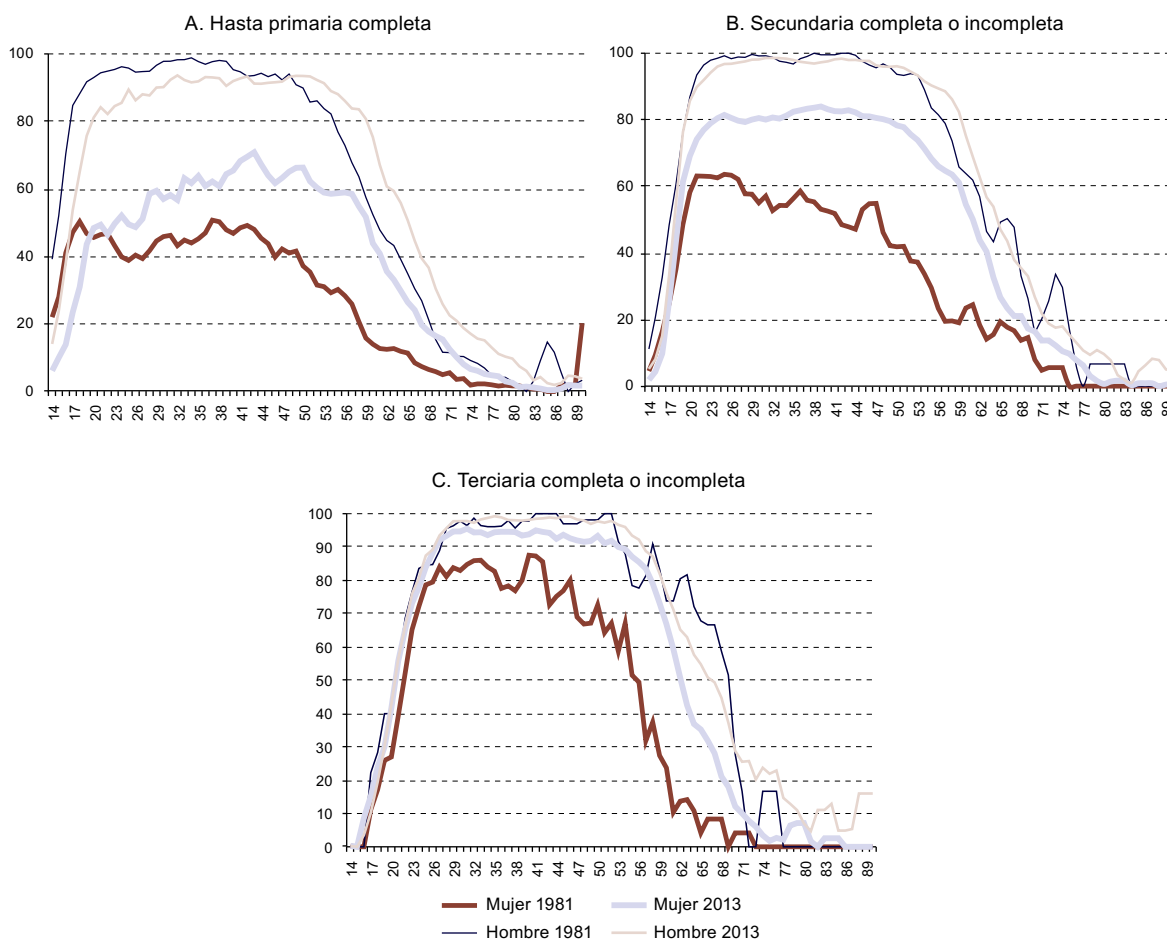 A. Hasta primaria completa
100
80
60
40
20
0
14 17 20 23 26 29 32 35 38 41 44 47 50 53 56 59 62 65 68 71 74 77 80 83 86 89
B. Secundaria completa o incompleta
100
80
60
40
20
0
14 17 20 23 26 29 32 35 38 41 44 47 50 53 56 59 62 65 68 71 74 77 80 83 86 89
C. Terciaria completa o incompleta
100
90
80
70
60
50
40
30
20
10
0
14 17 20 23 26 29 32 35 38 41 44 47 50 53 56 59 62 65 68 71 74 77 80 83 86 89
Mujer 1981 Mujer 2013
Hombre 1981 Hombre 2013